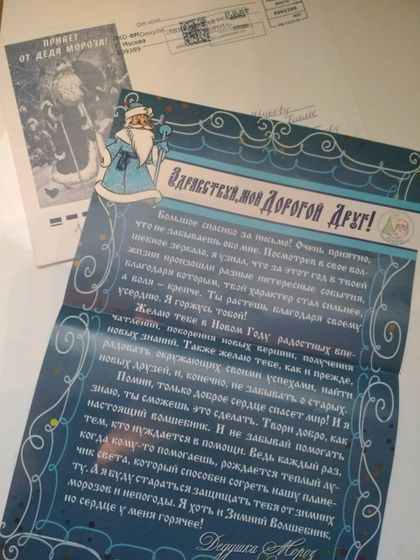 ПРИВЕТ
ОТ ДЕДА МОРОЗА!
От кого
Откуда
Москва
109389
Здравствуй, мой Дорогой Друг!
Большое спасибо за письмо! Очень приятно,
что не забываешь обо мне. Посмотрев в свое вол-
шебное зеркало, я узнал, что за этот год в твоей
жизни произошли разные интересные события,
благодаря которым, твой характер стал сильнее,
а воля – крепче. Ты растешь благодаря своему
усердию. Я горжусь тобой!
Желаю тебе в Новом Году радостных впе-
чатлений, покорения новых вершин, получения
новых знаний. Также желаю тебе, как и прежде,
радовать окружающих своими успехами, найти
новых друзей, и, конечно, не забывать о старых.
Помни, только доброе сердце спасет мир! И я
знаю, ты сможешь это сделать. Твори добро, как
настоящий волшебник. И не забывай помогать
тем, кто нуждается в помощи. Ведь каждый раз,
когда кому-то помогаешь, рождается теплый лу-
чик света, который способен согреть нашу плане-
ту. А я буду стараться защищать тебя от зимних
морозов и непогоды. Я хоть и Зимний Волшебник,
но сердце у меня горячее!
Дедушка Мороз